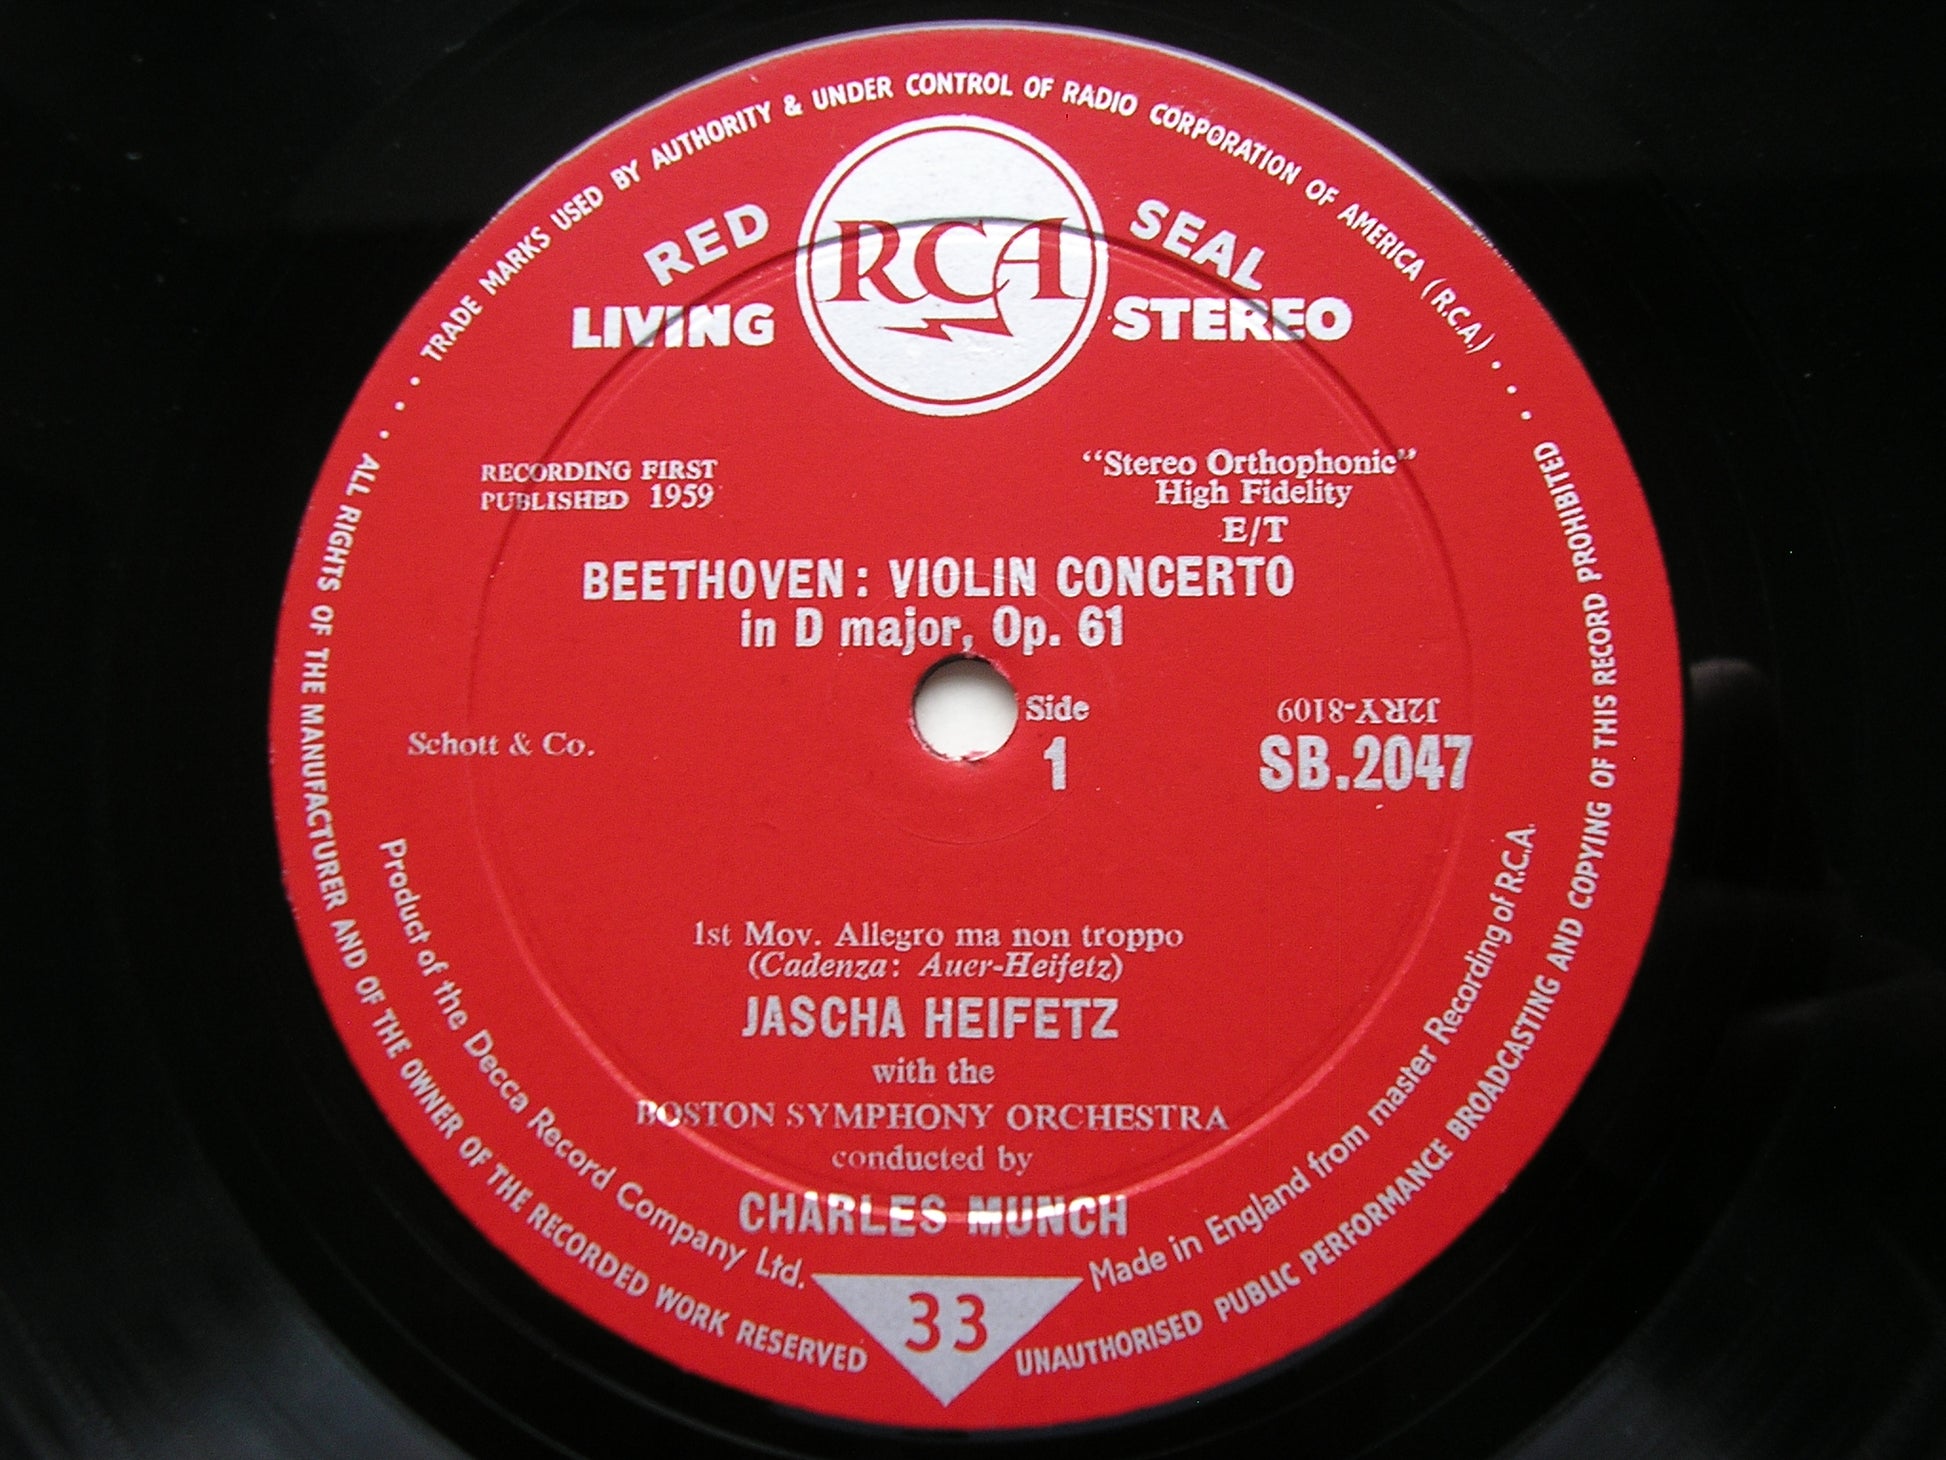 TRADE MARKS USED BY AUTHORITY & UNDER CONTROL OF RADIO CORPORATION OF AMERICA (R.C.A.)
RED SEAL
RCA
LIVING STEREO
RECORDING FIRST
PUBLISHED 1959
"Stereo Orthophonic"
High Fidelity
E/T
BEETHOVEN: VIOLIN CONCERTO
in D major, Op. 61
Schott & Co.
Side
1
J2RY-8109
SB.2047
1st Mov. Allegro ma non troppo
(Cadenza: Auer-Heifetz)
JASCHA HEIFETZ
with the
BOSTON SYMPHONY ORCHESTRA
conducted by
CHARLES MUNCH
Product of the Decca Record Company Ltd.
Made in England from master Recording of R.C.A.
33
ALL RIGHTS OF THE MANUFACTURER AND OF THE OWNER OF THE RECORDED WORK RESERVED
UNAUTHORISED PUBLIC PERFORMANCE BROADCASTING AND COPYING OF THIS RECORD PROHIBITED